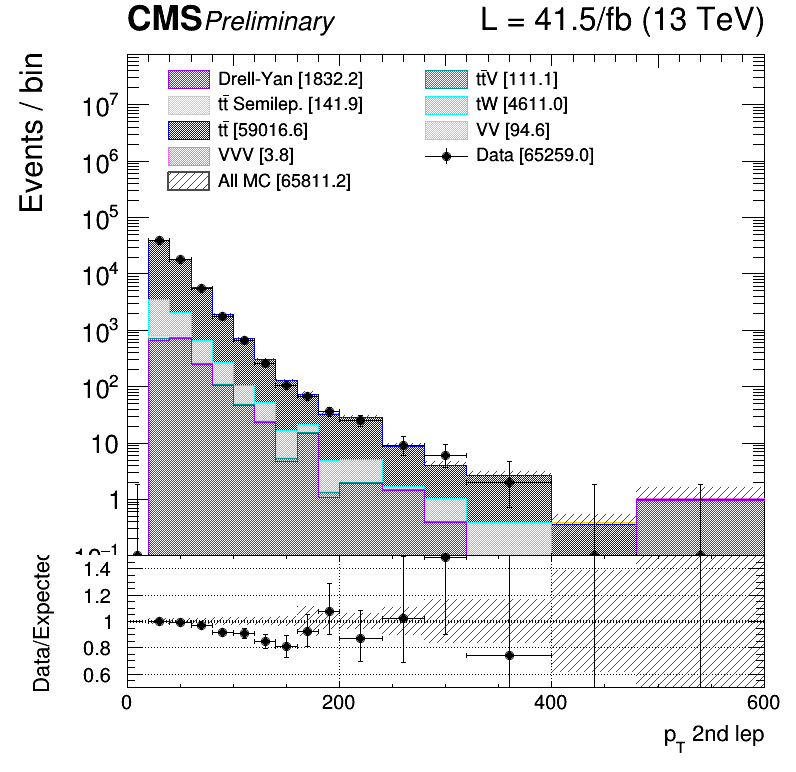 CMS Preliminary L = 41.5/fb (13 TeV)
Events / bin
Drell-Yan [1832.2]
tt̄ Semilep. [141.9]
tt̄ [59016.6]
VVV [3.8]
All MC [65811.2]
tt̄V [111.1]
tW [4611.0]
VV [94.6]
Data [65259.0]
10⁷
10⁶
10⁵
10⁴
10³
10²
10
1
10⁻¹
Data/Expected
1.4
1.2
1
0.8
0.6
0 200 400 600
p_T 2nd lep